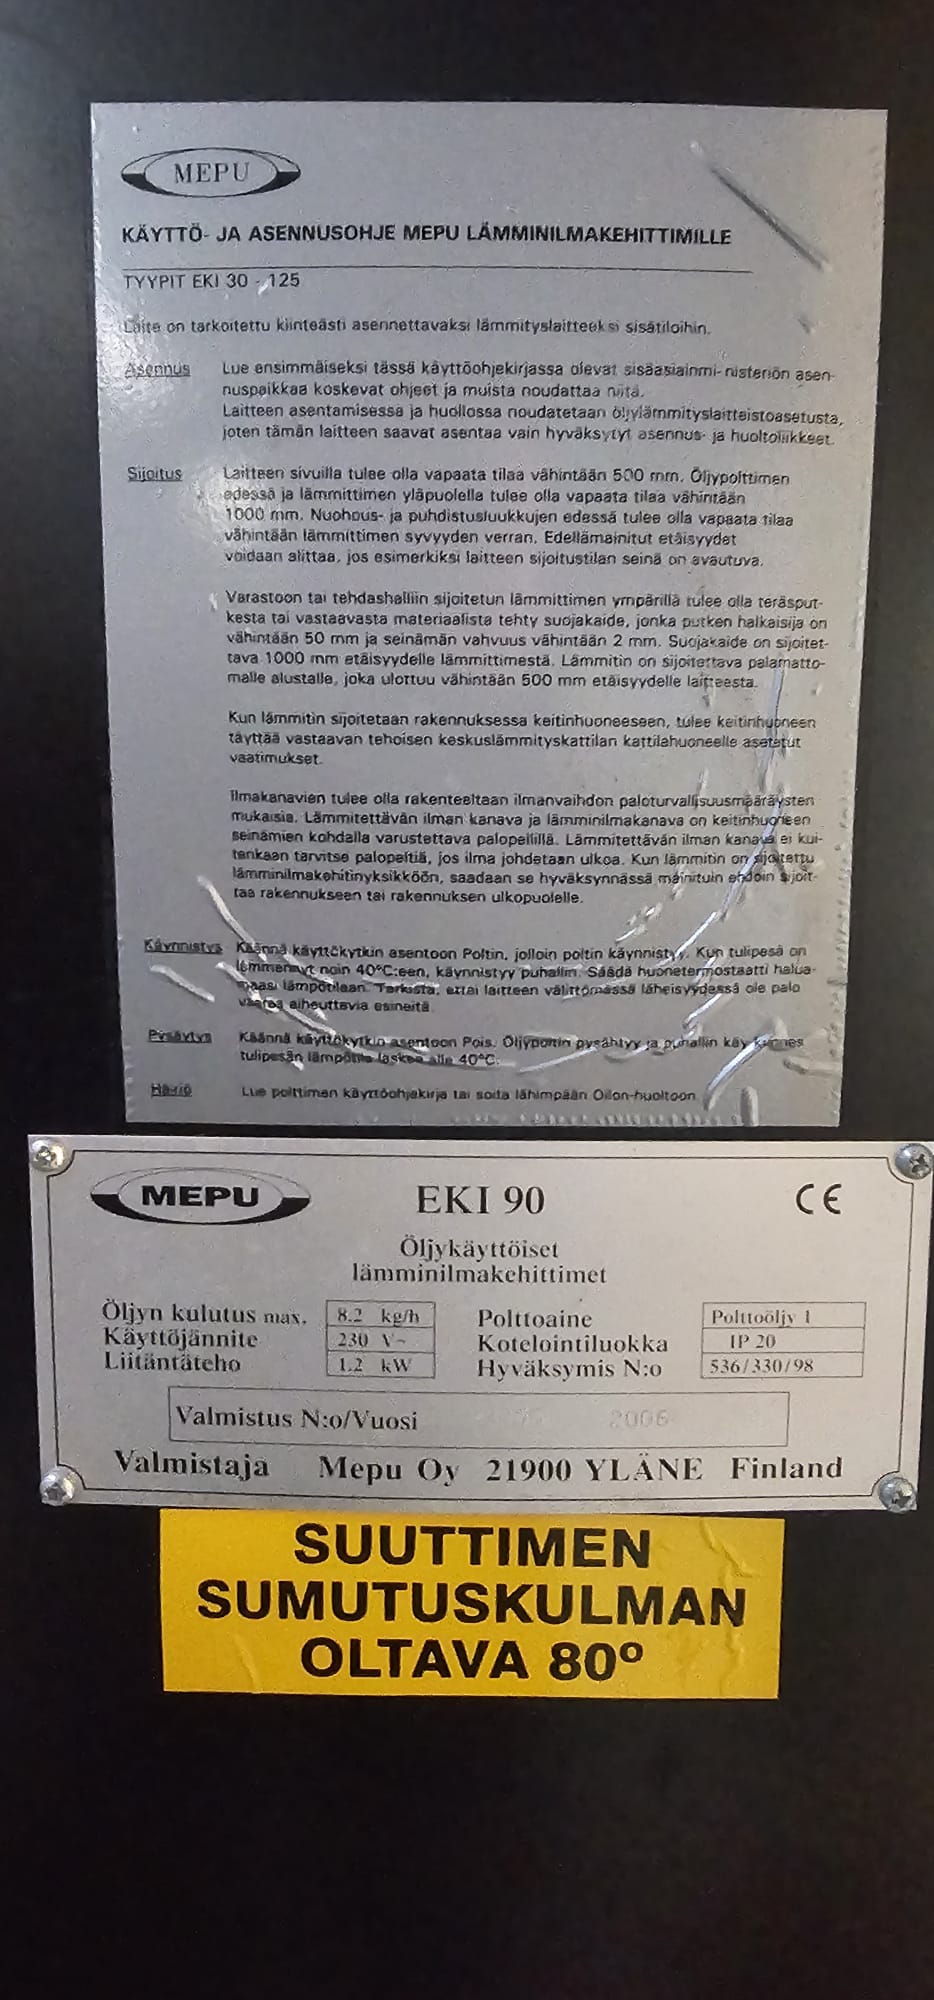 MEPU
KÄYTTÖ- JA ASENNUSOHJE MEPU LÄMMINILMAKEHITTIMILLE
TYYPIT EKI 30 - 125
Laite on tarkoitettu kiinteästi asennettavaksi lämmityslaitteeksi sisätiloihin.
Asennus Lue ensimmäiseksi tässä käyttöohjekirjassa olevat sisäasiainmi-nisteriön asen-
nuspaikkaa koskevat ohjeet ja muista noudattaa niitä.
Laitteen asentamisessa ja huollossa noudatetaan öljylämmityslaitteistoasetusta,
joten tämän laitteen saavat asentaa vain hyväksytyt asennus- ja huoltoliikkeet.
Sijoitus Laitteen sivuilla tulee olla vapaata tilaa vähintään 500 mm. Öljypolttimen
edessä ja lämmittimen yläpuolella tulee olla vapaata tilaa vähintään
1000 mm. Nuohous- ja puhdistusluukkujen edessä tulee olla vapaata tilaa
vähintään lämmittimen syvyyden verran. Edellämainitut etäisyydet
voidaan alittaa, jos esimerkiksi laitteen sijoitustilan seinä on avautuva.
Varastoon tai tehdashalliin sijoitetun lämmittimen ympärillä tulee olla teräsput-
kesta tai vastaavasta materiaalista tehty suojakaide, jonka putken halkaisija on
vähintään 50 mm ja seinämän vahvuus vähintään 2 mm. Suojakaide on sijoitet-
tava 1000 mm etäisyydelle lämmittimestä. Lämmitin on sijoitettava palamatto-
malle alustalle, joka ulottuu vähintään 500 mm etäisyydelle laitteesta.
Kun lämmitin sijoitetaan rakennuksessa keitinhuoneeseen, tulee keitinhuoneen
täyttää vastaavan tehoisen keskuslämmityskattilan kattilahuoneelle asetetut
vaatimukset.
Ilmakanavien tulee olla rakenteeltaan ilmanvaihdon paloturvallisuusmääräysten
mukaisia. Lämmitettävän ilman kanava ja lämminilmakanava on keitinhuoneen
seinämien kohdalla varustettava palopellillä. Lämmitettävän ilman kanava ei kui-
tenkaan tarvitse palopeltiä, jos ilma johdetaan ulkoa. Kun lämmitin on sijoitettu
lämminilmakehitinyksikköön, saadaan se hyväksynnässä mainituin ehdoin sijoit-
taa rakennukseen tai rakennuksen ulkopuolelle.
Käynnistys Käännä käyttökytkin asentoon Poltin, jolloin poltin käynnistyy. Kun tulipesä on
lämmennyt noin 40°C:een, käynnistyy puhallin. Säädä huonetermostaatti halua-
maasi lämpötilaan. Tarkista, ettai laitteen välittömässä läheisyydessä ole palo
vaaraa aiheuttavia esineitä.
Pysäytys Käännä käyttökytkin asentoon Pois. Öljypoltin pysähtyy ja puhallin käy kunnes
tulipesän lämpötila laskee alle 40°C.
Häiriö Lue polttimen käyttöohjekirja tai soita lähimpään Oilon-huoltoon.
MEPU EKI 90 CE
Öljykäyttöiset
lämminilmakehittimet
Öljyn kulutus max. 8.2 kg/h Polttoaine Polttoöljy 1
Käyttöjännite 230 V~ Kotelointiluokka IP 20
Liitäntäteho 1.2 kW Hyväksymis N:o 536/330/98
Valmistus N:o/Vuosi 2006
Valmistaja Mepu Oy 21900 YLÄNE Finland
SUUTTIMEN
SUMUTUSKULMAN
OLTAVA 80°